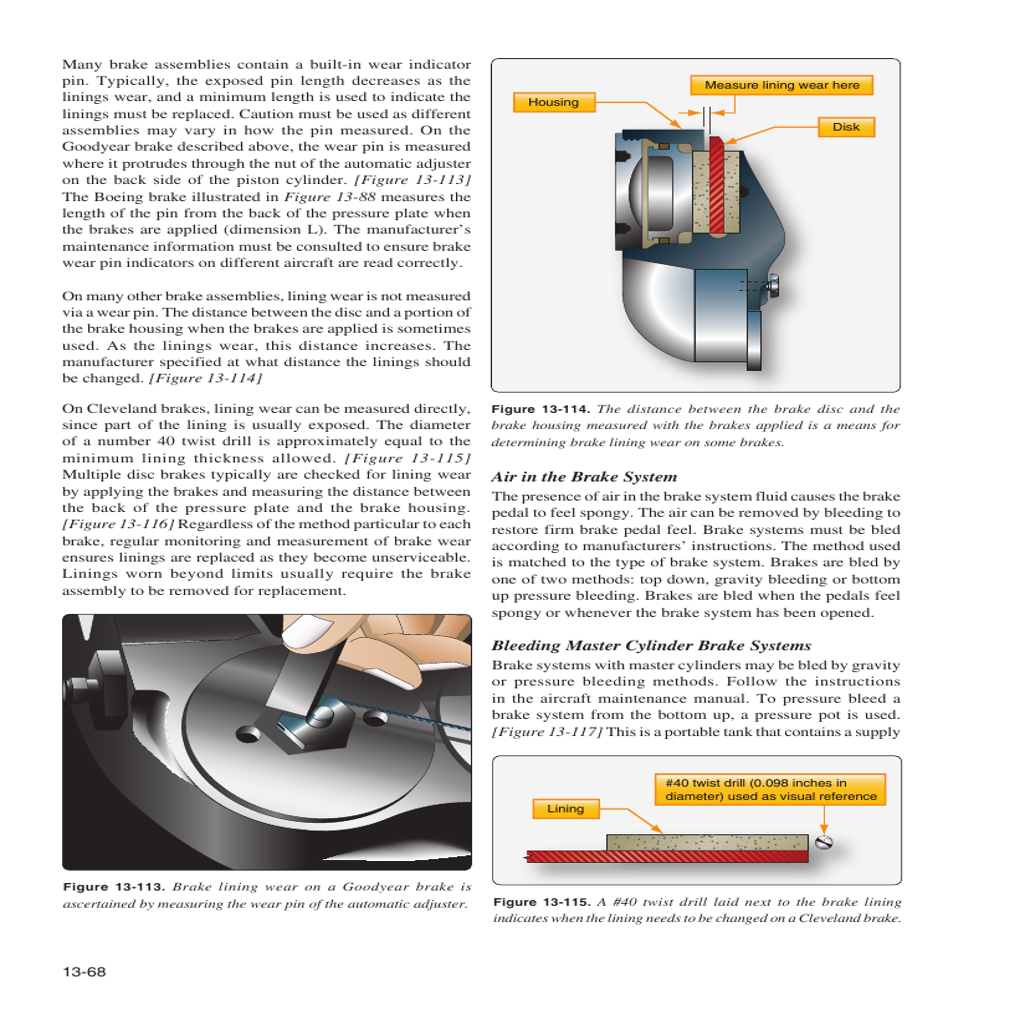 Many brake assemblies contain a built-in wear indicator
pin. Typically, the exposed pin length decreases as the
linings wear, and a minimum length is used to indicate the
linings must be replaced. Caution must be used as different
assemblies may vary in how the pin measured. On the
Goodyear brake described above, the wear pin is measured
where it protrudes through the nut of the automatic adjuster
on the back side of the piston cylinder. [Figure 13-113]
The Boeing brake illustrated in Figure 13-88 measures the
length of the pin from the back of the pressure plate when
the brakes are applied (dimension L). The manufacturer's
maintenance information must be consulted to ensure brake
wear pin indicators on different aircraft are read correctly.
On many other brake assemblies, lining wear is not measured
via a wear pin. The distance between the disc and a portion of
the brake housing when the brakes are applied is sometimes
used. As the linings wear, this distance increases. The
manufacturer specified at what distance the linings should
be changed. [Figure 13-114]
On Cleveland brakes, lining wear can be measured directly,
since part of the lining is usually exposed. The diameter
of a number 40 twist drill is approximately equal to the
minimum lining thickness allowed. [Figure 13-115]
Multiple disc brakes typically are checked for lining wear
by applying the brakes and measuring the distance between
the back of the pressure plate and the brake housing.
[Figure 13-116] Regardless of the method particular to each
brake, regular monitoring and measurement of brake wear
ensures linings are replaced as they become unserviceable.
Linings worn beyond limits usually require the brake
assembly to be removed for replacement.
Figure 13-113. Brake lining wear on a Goodyear brake is
ascertained by measuring the wear pin of the automatic adjuster.
Measure lining wear here
Housing
Disk
Figure 13-114. The distance between the brake disc and the
brake housing measured with the brakes applied is a means for
determining brake lining wear on some brakes.
Air in the Brake System
The presence of air in the brake system fluid causes the brake
pedal to feel spongy. The air can be removed by bleeding to
restore firm brake pedal feel. Brake systems must be bled
according to manufacturers' instructions. The method used
is matched to the type of brake system. Brakes are bled by
one of two methods: top down, gravity bleeding or bottom
up pressure bleeding. Brakes are bled when the pedals feel
spongy or whenever the brake system has been opened.
Bleeding Master Cylinder Brake Systems
Brake systems with master cylinders may be bled by gravity
or pressure bleeding methods. Follow the instructions
in the aircraft maintenance manual. To pressure bleed a
brake system from the bottom up, a pressure pot is used.
[Figure 13-117] This is a portable tank that contains a supply
#40 twist drill (0.098 inches in
diameter) used as visual reference
Lining
Figure 13-115. A #40 twist drill laid next to the brake lining
indicates when the lining needs to be changed on a Cleveland brake.
13-68